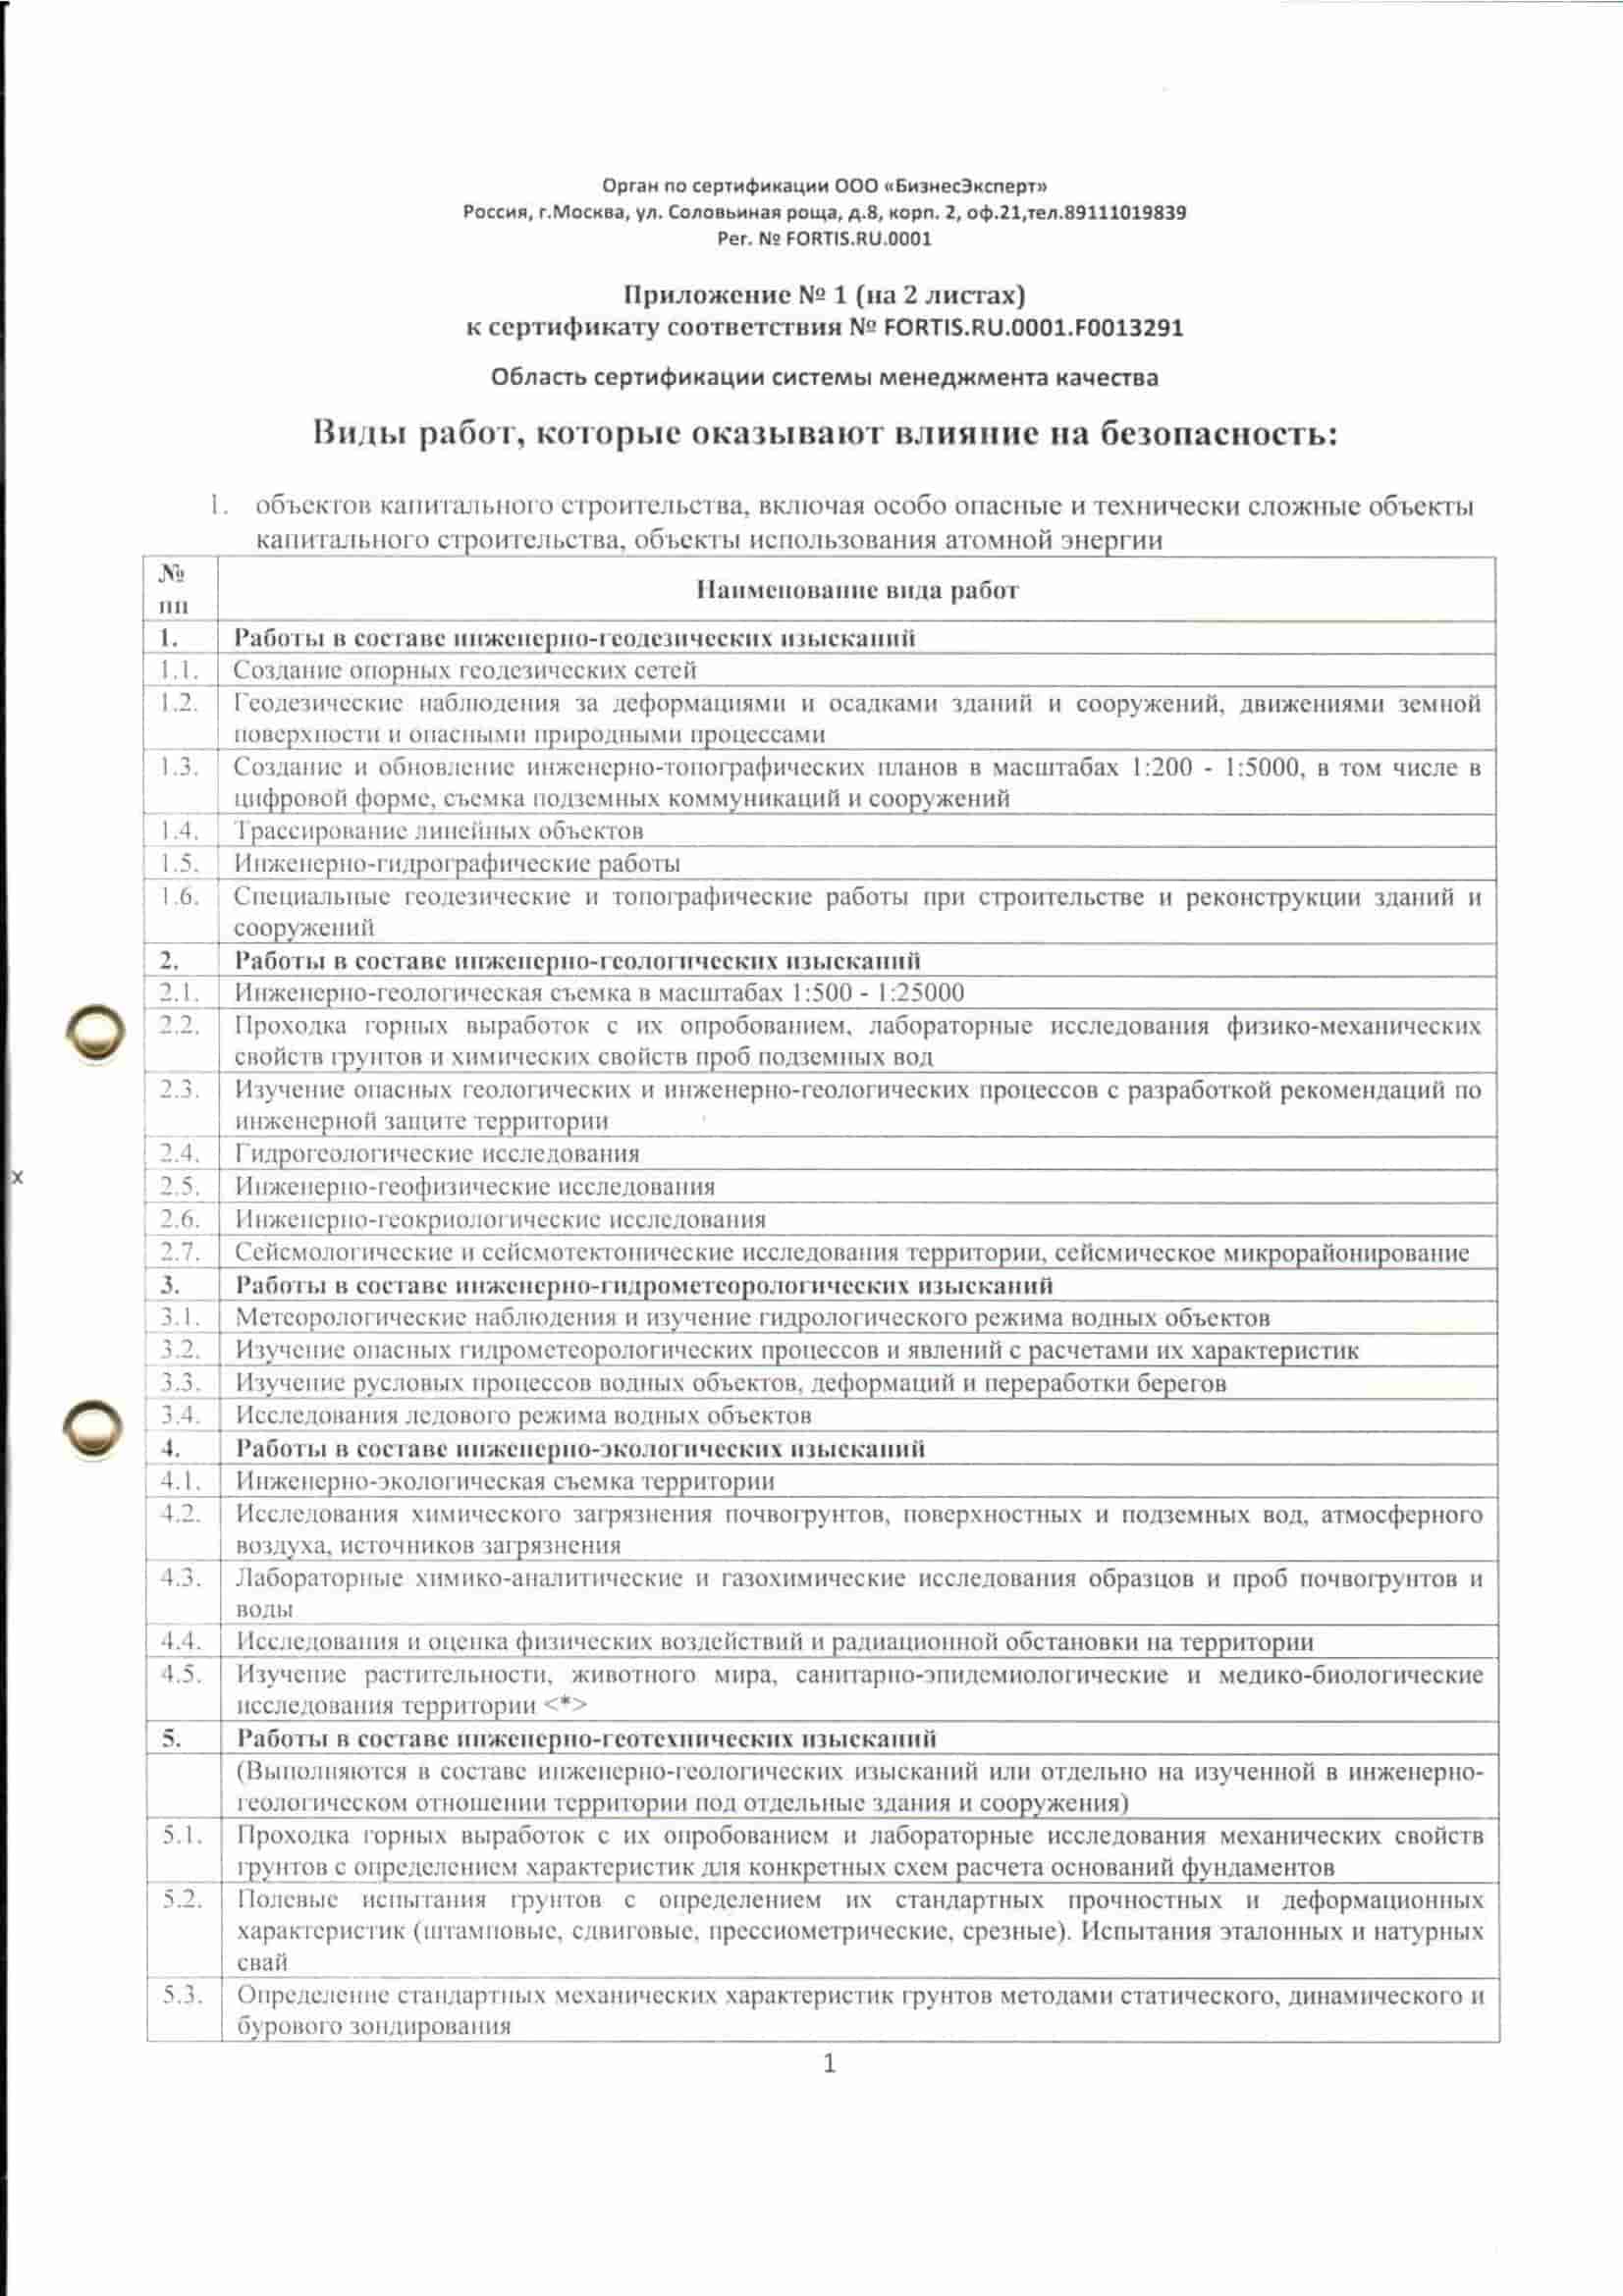 Орган по сертификации ООО «БизнесЭксперт»
Россия, г.Москва, ул. Соловьиная роща, д.8, корп. 2, оф.21,тел.89111019839
Рег. № FORTIS.RU.0001
Приложение № 1 (на 2 листах)
к сертификату соответствия № FORTIS.RU.0001.F0013291
Область сертификации системы менеджмента качества
Виды работ, которые оказывают влияние на безопасность:
1. объектов капитального строительства, включая особо опасные и технически сложные объекты
капитального строительства, объекты использования атомной энергии
№
пп
Наименование вида работ
1. Работы в составе инженерно-геодезических изысканий
1.1. Создание опорных геодезических сетей
1.2. Геодезические наблюдения за деформациями и осадками зданий и сооружений, движениями земной
поверхности и опасными природными процессами
1.3. Создание и обновление инженерно-топографических планов в масштабах 1:200 - 1:5000, в том числе в
цифровой форме, съемка подземных коммуникаций и сооружений
1.4. Трассирование линейных объектов
1.5. Инженерно-гидрографические работы
1.6. Специальные геодезические и топографические работы при строительстве и реконструкции зданий и
сооружений
2. Работы в составе инженерно-геологических изысканий
2.1. Инженерно-геологическая съемка в масштабах 1:500 - 1:25000
2.2. Проходка горных выработок с их опробованием, лабораторные исследования физико-механических
свойств грунтов и химических свойств проб подземных вод
2.3. Изучение опасных геологических и инженерно-геологических процессов с разработкой рекомендаций по
инженерной защите территории
2.4. Гидрогеологические исследования
x
2.5. Инженерно-геофизические исследования
2.6. Инженерно-геокриологические исследования
2.7. Сейсмологические и сейсмотектонические исследования территории, сейсмическое микрорайонирование
3. Работы в составе инженерно-гидрометеорологических изысканий
3.1. Метеорологические наблюдения и изучение гидрологического режима водных объектов
3.2. Изучение опасных гидрометеорологических процессов и явлений с расчетами их характеристик
3.3. Изучение русловых процессов водных объектов, деформаций и переработки берегов
3.4. Исследования ледового режима водных объектов
4. Работы в составе инженерно-экологических изысканий
4.1. Инженерно-экологическая съемка территории
4.2. Исследования химического загрязнения почвогрунтов, поверхностных и подземных вод, атмосферного
воздуха, источников загрязнения
4.3. Лабораторные химико-аналитические и газохимические исследования образцов и проб почвогрунтов и
воды
4.4. Исследования и оценка физических воздействий и радиационной обстановки на территории
4.5. Изучение растительности, животного мира, санитарно-эпидемиологические и медико-биологические
исследования территории <*>
5. Работы в составе инженерно-геотехнических изысканий
(Выполняются в составе инженерно-геологических изысканий или отдельно на изученной в инженерно-
геологическом отношении территории под отдельные здания и сооружения)
5.1. Проходка горных выработок с их опробованием и лабораторные исследования механических свойств
грунтов с определением характеристик для конкретных схем расчета оснований фундаментов
5.2. Полевые испытания грунтов с определением их стандартных прочностных и деформационных
характеристик (штамповые, сдвиговые, прессиометрические, срезные). Испытания эталонных и натурных
свай
5.3. Определение стандартных механических характеристик грунтов методами статического, динамического и
бурового зондирования
1